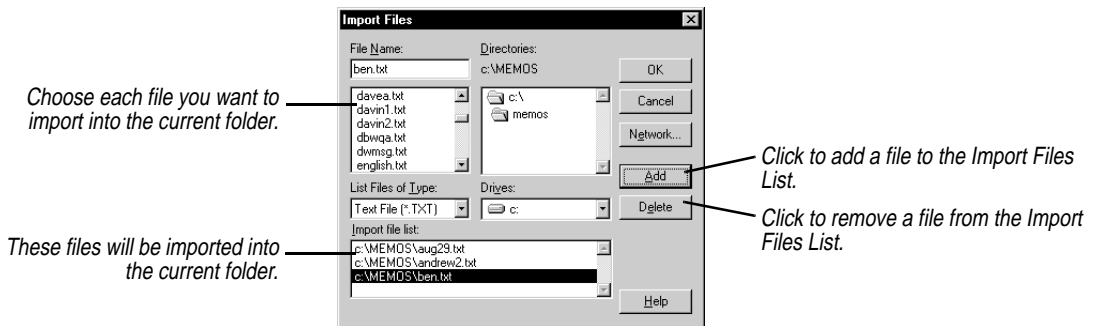 Import Files
File Name:
Directories:
ben.txt
c:\MEMOS
OK
davea.txt
davin1.txt
davin2.txt
dbwqa.txt
dwmsg.txt
english.txt
c:\
memos
Cancel
Network...
Add
List Files of Type:
Drives:
Text File (*.TXT)
c:
Delete
Import file list:
c:\MEMOS\aug29.txt
c:\MEMOS\andrew2.txt
c:\MEMOS\ben.txt
Help
Choose each file you want to
import into the current folder.
These files will be imported into
the current folder.
Click to add a file to the Import Files
List.
Click to remove a file from the Import
Files List.